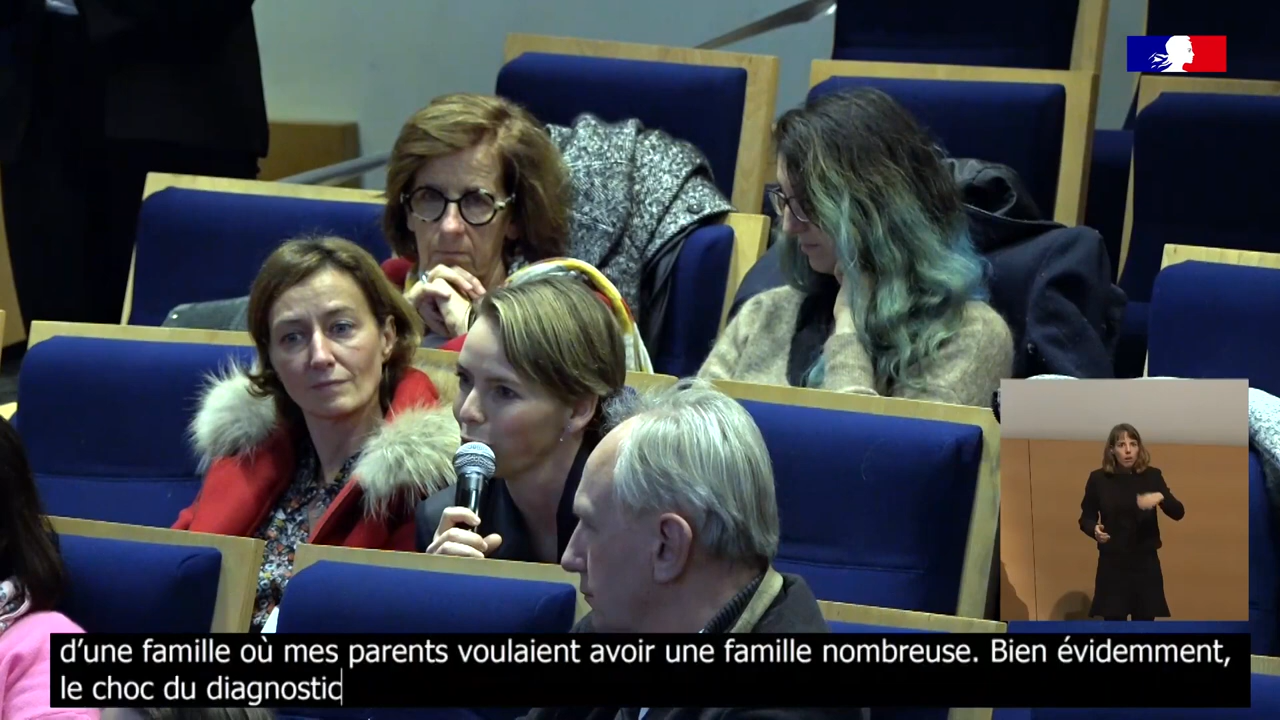 d’une famille où mes parents voulaient avoir une famille nombreuse. Bien évidemment,
le choc du diagnostic